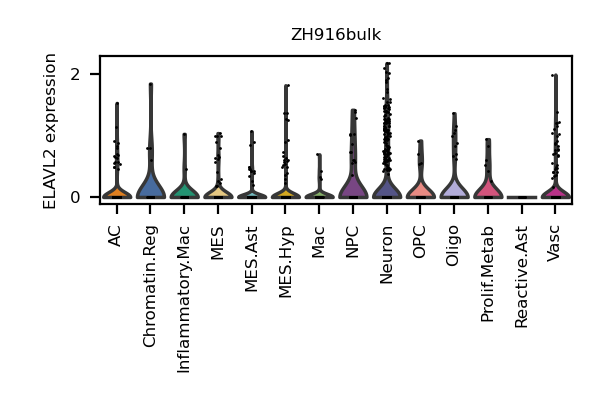 ZH916bulk
ELAVL2 expression
2
0
AC
Chromatin.Reg
Inflammatory.Mac
MES
MES.Ast
MES.Hyp
Mac
NPC
Neuron
OPC
Oligo
Prolif.Metab
Reactive.Ast
Vasc